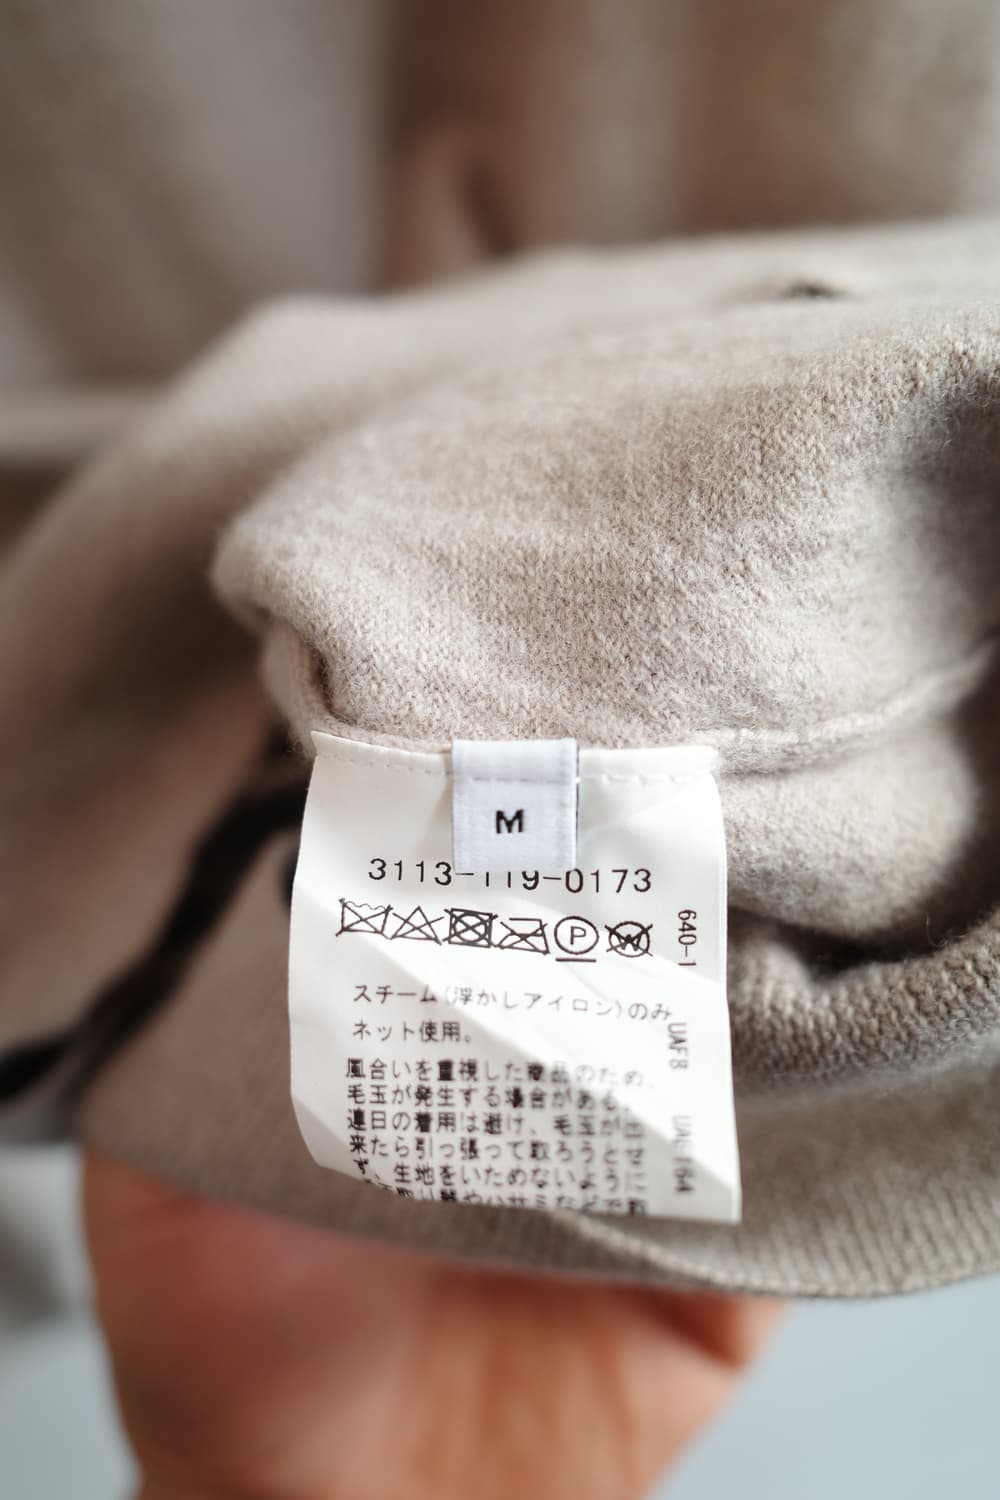 M
3113-119-0173
P
W
640-1
スチーム(浮かしアイロン)のみ
ネット使用。
UAF8
風合いを重視した商品のため、
毛玉が発生する場合がある。
連日の着用は避け、毛玉が出
来たら引っ張って取ろうとせ
ず、生地をいためないように